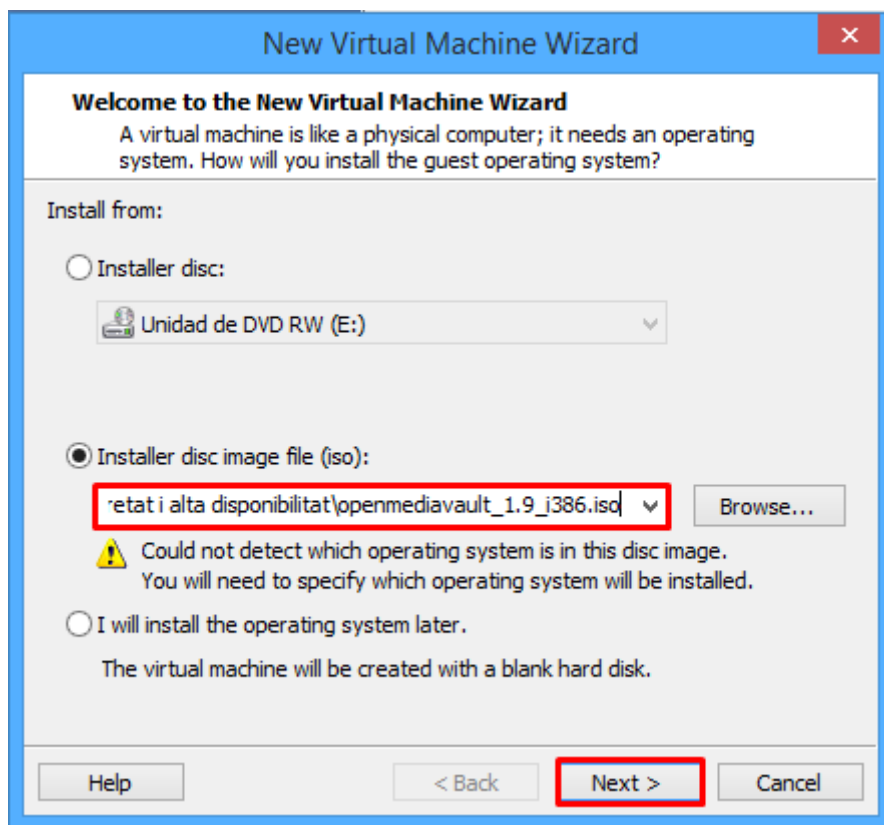 New Virtual Machine Wizard
Welcome to the New Virtual Machine Wizard
A virtual machine is like a physical computer; it needs an operating
system. How will you install the guest operating system?
Install from:
Installer disc:
Unidad de DVD RW (E:)
Installer disc image file (iso):
retat i alta disponibilitat\openmediavault_1.9_i386.iso
Browse...
Could not detect which operating system is in this disc image.
You will need to specify which operating system will be installed.
I will install the operating system later.
The virtual machine will be created with a blank hard disk.
Help
< Back
Next >
Cancel